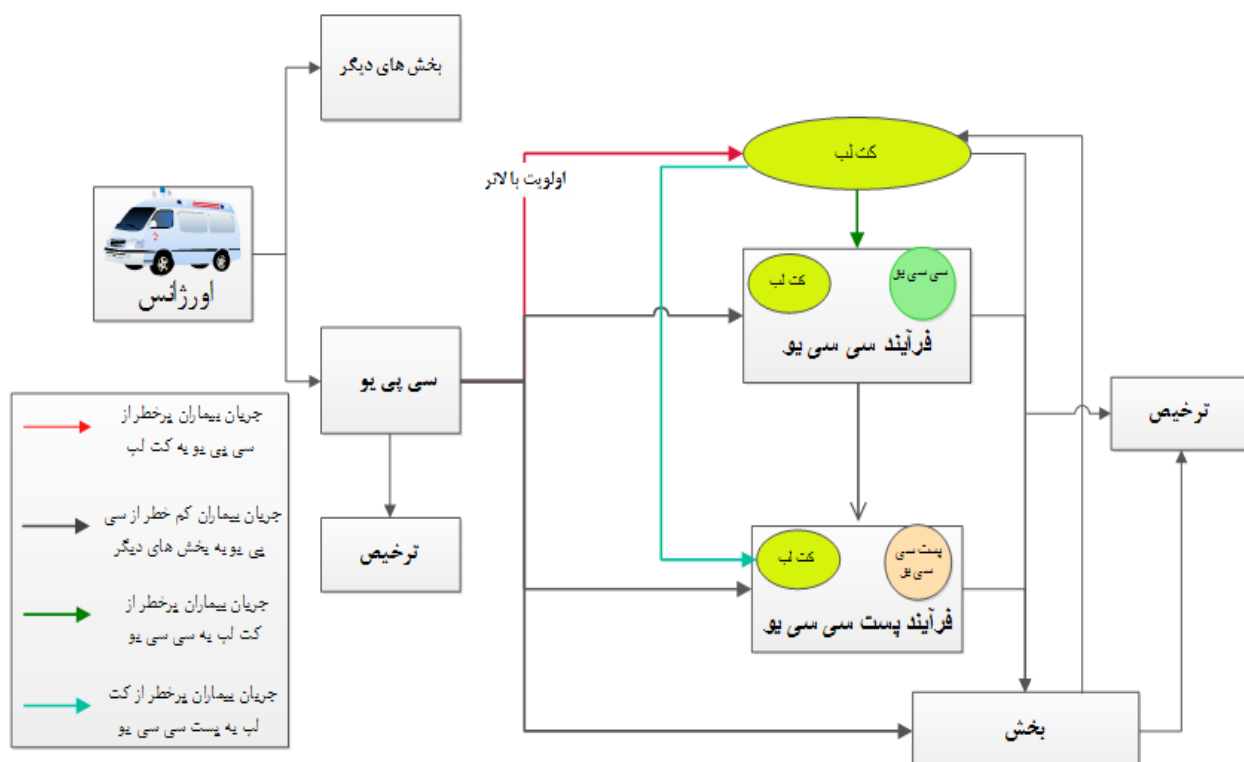 بخش های دیگر
کت لب
اولویت بالاتر
اورژانس
کت لب
سی سی یو
فرآیند سی سی یو
سی پی یو
ترخیص
ترخیص
کت لب
پست سی
سی یو
فرآیند پست سی سی یو
بخش
جریان بیماران پرخطر از
سی پی یو به کت لب
جریان بیماران کم خطر از سی
پی یو به بخش های دیگر
جریان بیماران پرخطر از
کت لب به سی سی یو
جریان بیماران پرخطر از کت
لب به پست سی سی یو